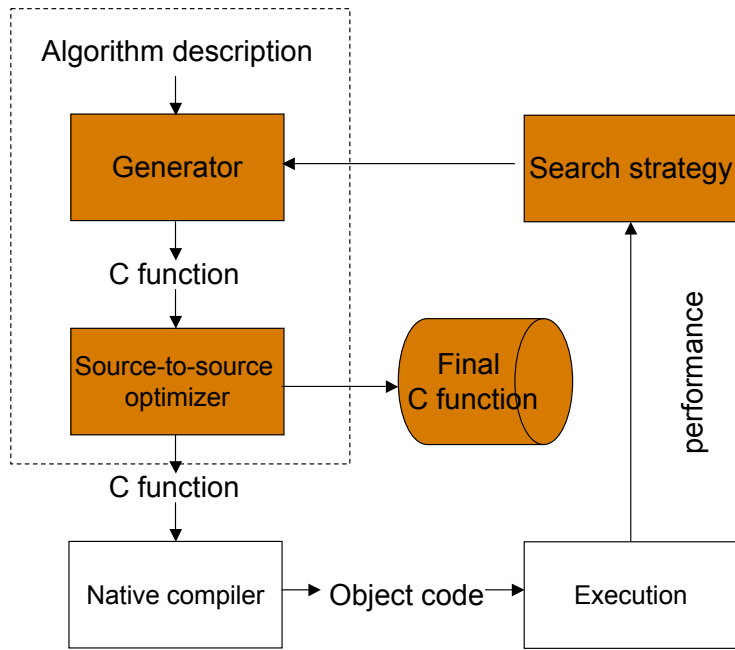 Algorithm description
Generator
Search strategy
C function
Source-to-source
optimizer
Final
C function
performance
C function
Native compiler
Object code
Execution